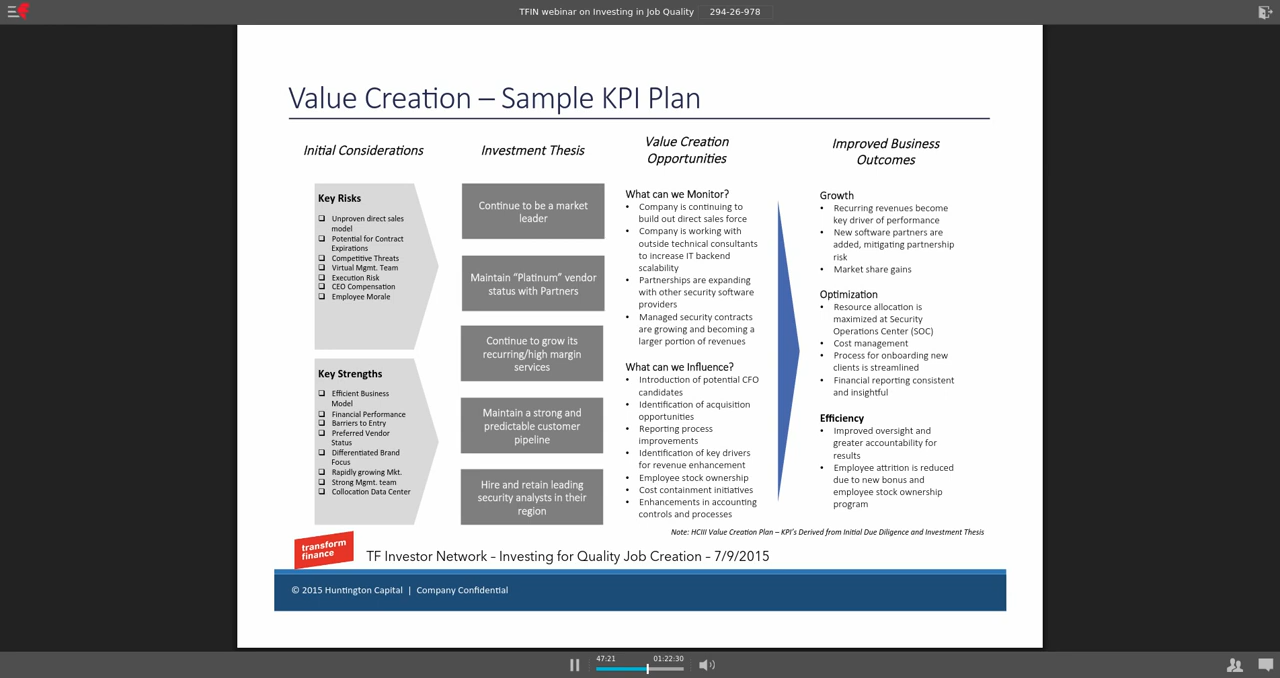 TFIN webinar on Investing in Job Quality 294-26-978
Value Creation – Sample KPI Plan
Initial Considerations
Key Risks
Unproven direct sales
model
Potential for Contract
Expirations
Competitive Threats
Virtual Mgmt. Team
Execution Risk
CEO Compensation
Employee Morale
Key Strengths
Efficient Business
Model
Financial Performance
Barriers to Entry
Preferred Vendor
Status
Differentiated Brand
Focus
Rapidly growing Mkt.
Strong Mgmt. team
Collocation Data Center
Investment Thesis
Continue to be a market
leader
Maintain “Platinum” vendor
status with Partners
Continue to grow its
recurring/high margin
services
Maintain a strong and
predictable customer
pipeline
Hire and retain leading
security analysts in their
region
Value Creation
Opportunities
What can we Monitor?
• Company is continuing to
build out direct sales force
• Company is working with
outside technical consultants
to increase IT backend
scalability
• Partnerships are expanding
with other security software
providers
• Managed security contracts
are growing and becoming a
larger portion of revenues
What can we Influence?
• Introduction of potential CFO
candidates
• Identification of acquisition
opportunities
• Reporting process
improvements
• Identification of key drivers
for revenue enhancement
• Employee stock ownership
• Cost containment initiatives
• Enhancements in accounting
controls and processes
Improved Business
Outcomes
Growth
• Recurring revenues become
key driver of performance
• New software partners are
added, mitigating partnership
risk
• Market share gains
Optimization
• Resource allocation is
maximized at Security
Operations Center (SOC)
• Cost management
• Process for onboarding new
clients is streamlined
• Financial reporting consistent
and insightful
Efficiency
• Improved oversight and
greater accountability for
results
• Employee attrition is reduced
due to new bonus and
employee stock ownership
program
Note: HCIII Value Creation Plan – KPI's Derived from Initial Due Diligence and Investment Thesis
transform
finance
TF Investor Network – Investing for Quality Job Creation – 7/9/2015
© 2015 Huntington Capital | Company Confidential
47:21 01:22:30